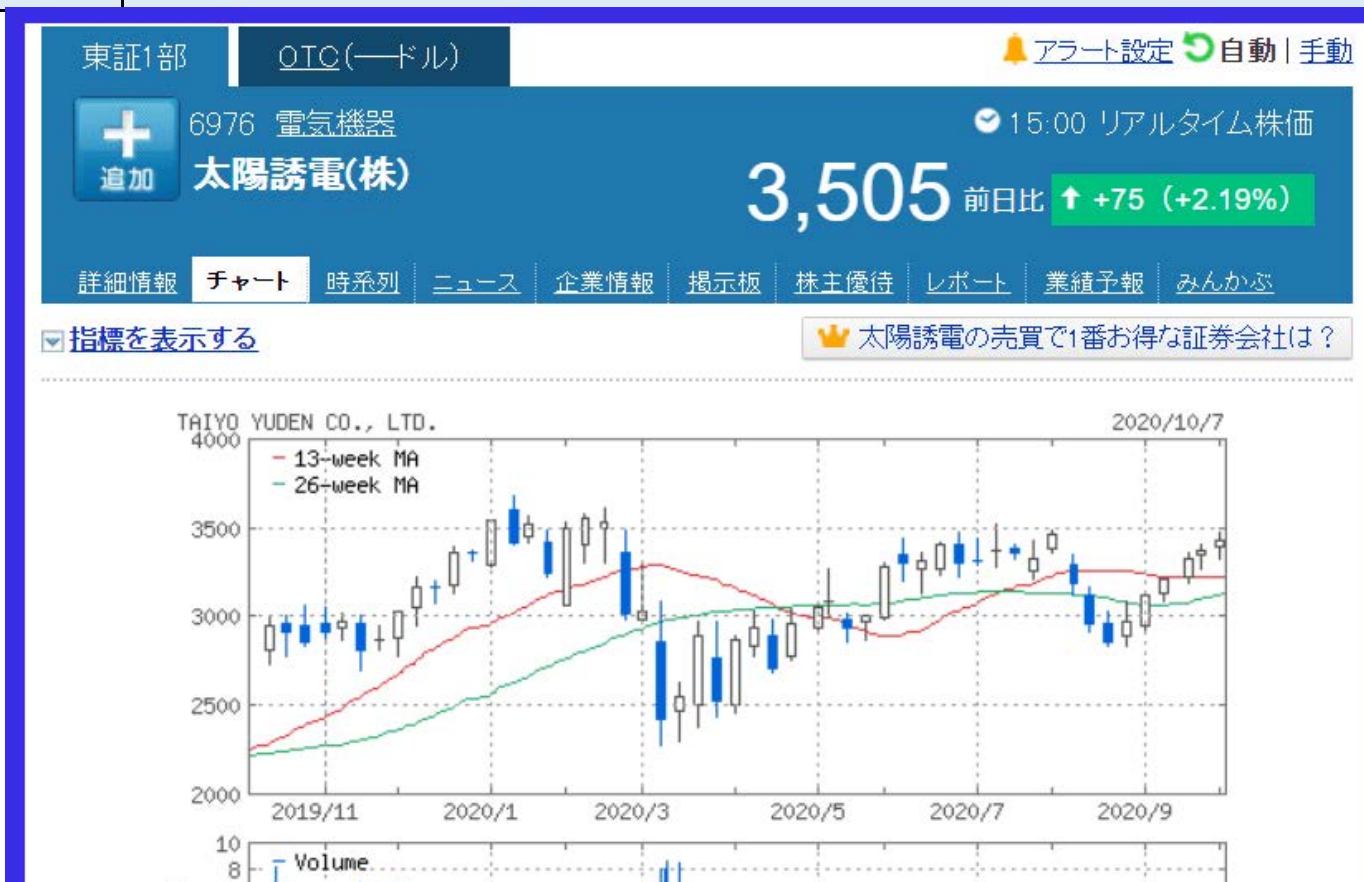 東証1部 OTC(―ドル) アラート設定 自動 | 手動
6976 電気機器 15:00 リアルタイム株価
追加 太陽誘電(株) 3,505 前日比 +75 (+2.19%)
詳細情報 チャート 時系列 ニュース 企業情報 掲示板 株主優待 レポート 業績予報 みんかぶ
指標を表示する 太陽誘電の売買で1番お得な証券会社は?
TAIYO YUDEN CO., LTD. 2020/10/7
4000
13-week MA
26-week MA
3500
3000
2500
2000
2019/11 2020/1 2020/3 2020/5 2020/7 2020/9
10
Volume
8